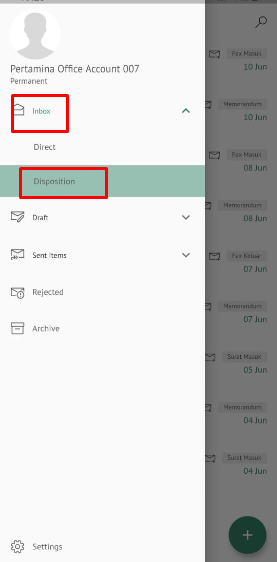 Pertamina Office Account 007
Permanent
Inbox
Direct
Disposition
Draft
Sent Items
Rejected
Archive
Settings
Fax Masuk
10 Jun
Memorandum
10 Jun
Fax Masuk
08 Jun
Memorandum
08 Jun
Fax Keluar
07 Jun
Memorandum
07 Jun
Surat Masuk
05 Jun
Memorandum
04 Jun
Surat Masuk
04 Jun